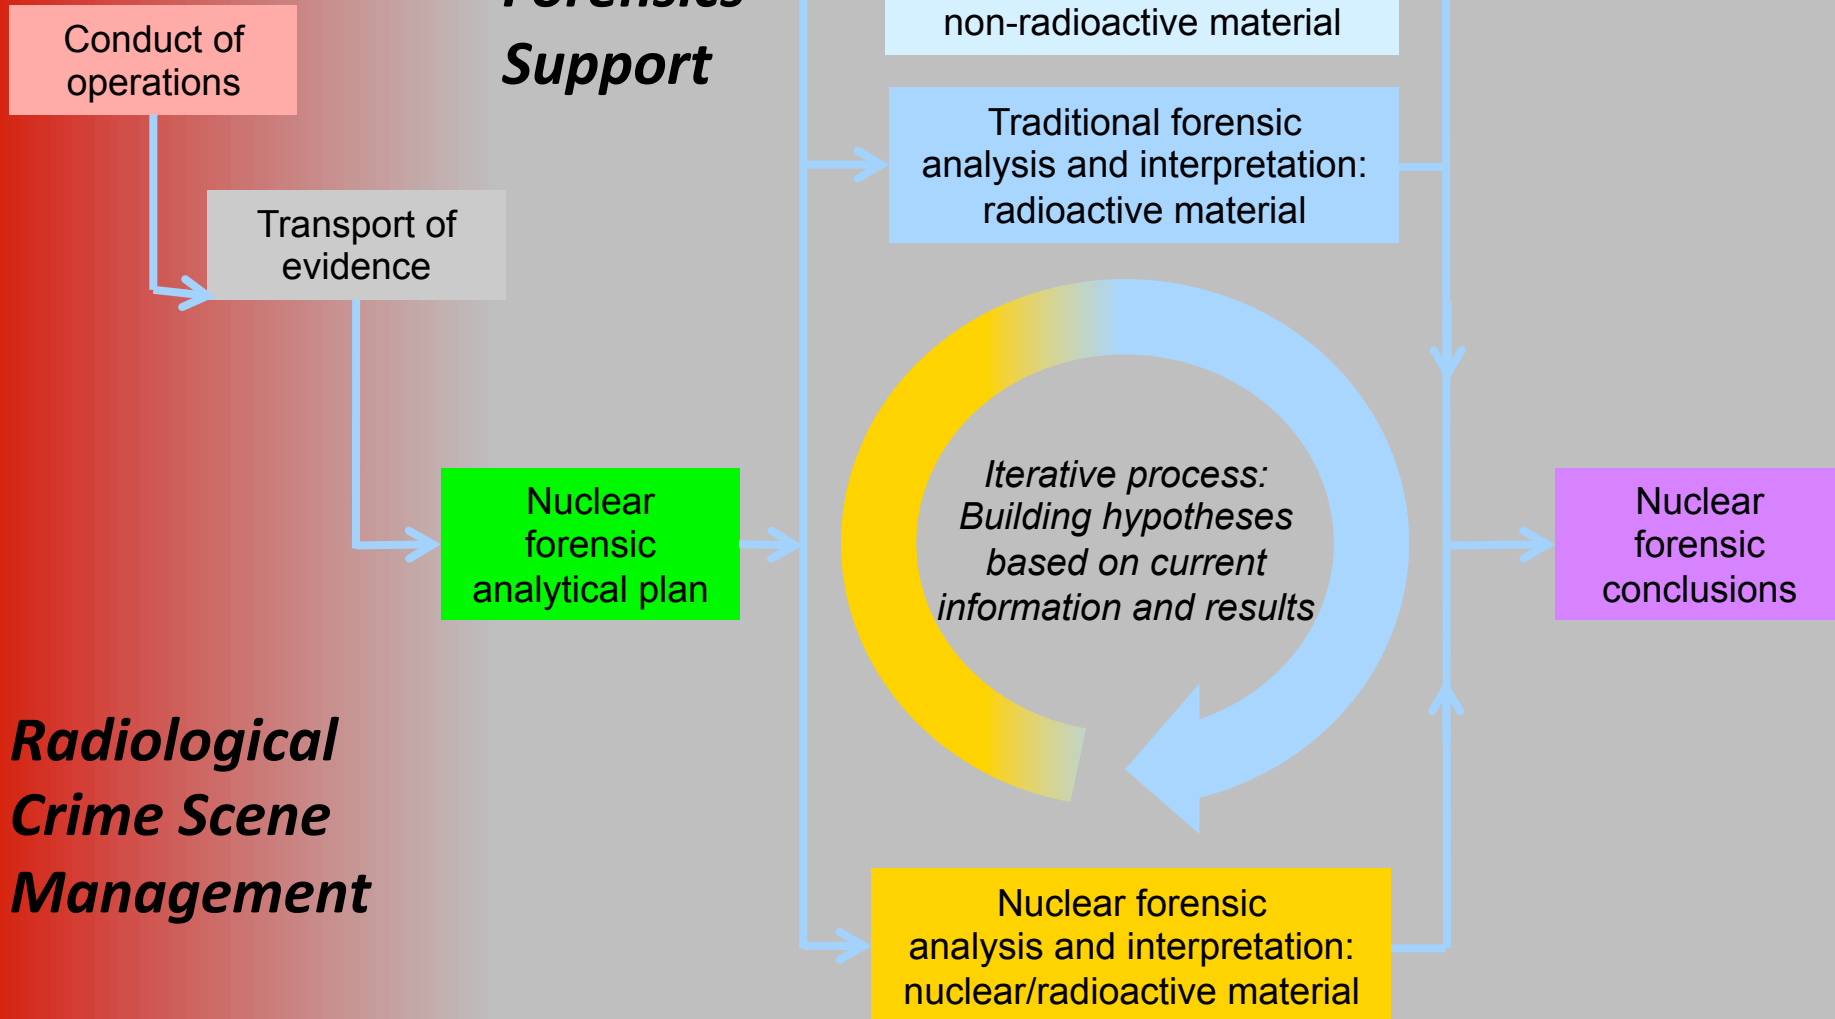 Forensics
Support
non-radioactive material
Conduct of
operations
Traditional forensic
analysis and interpretation:
radioactive material
Transport of
evidence
Iterative process:
Building hypotheses
based on current
information and results
Nuclear
forensic
analytical plan
Nuclear
forensic
conclusions
Radiological
Crime Scene
Management
Nuclear forensic
analysis and interpretation:
nuclear/radioactive material